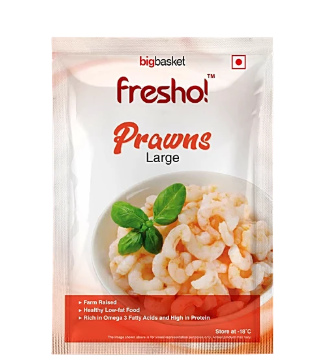 bigbasket
fresho!™
Prawns
Large
▸ Farm Raised
▸ Healthy Low-fat Food
▸ Rich in Omega 3 Fatty Acids and High in Protein
Store at -18°C